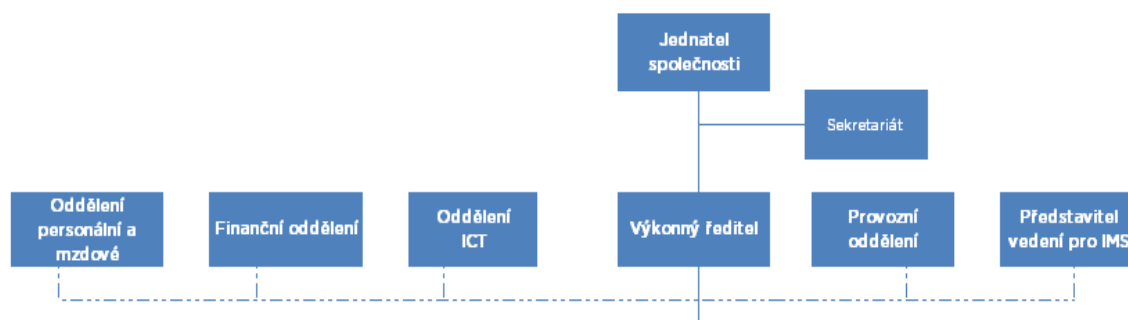 Jednatel
společnosti
Sekretariát
Oddělení
personální a
mzdové
Finanční oddělení
Oddělení
ICT
Výkonný ředitel
Provozní
oddělení
Představitel
vedení pro IMS